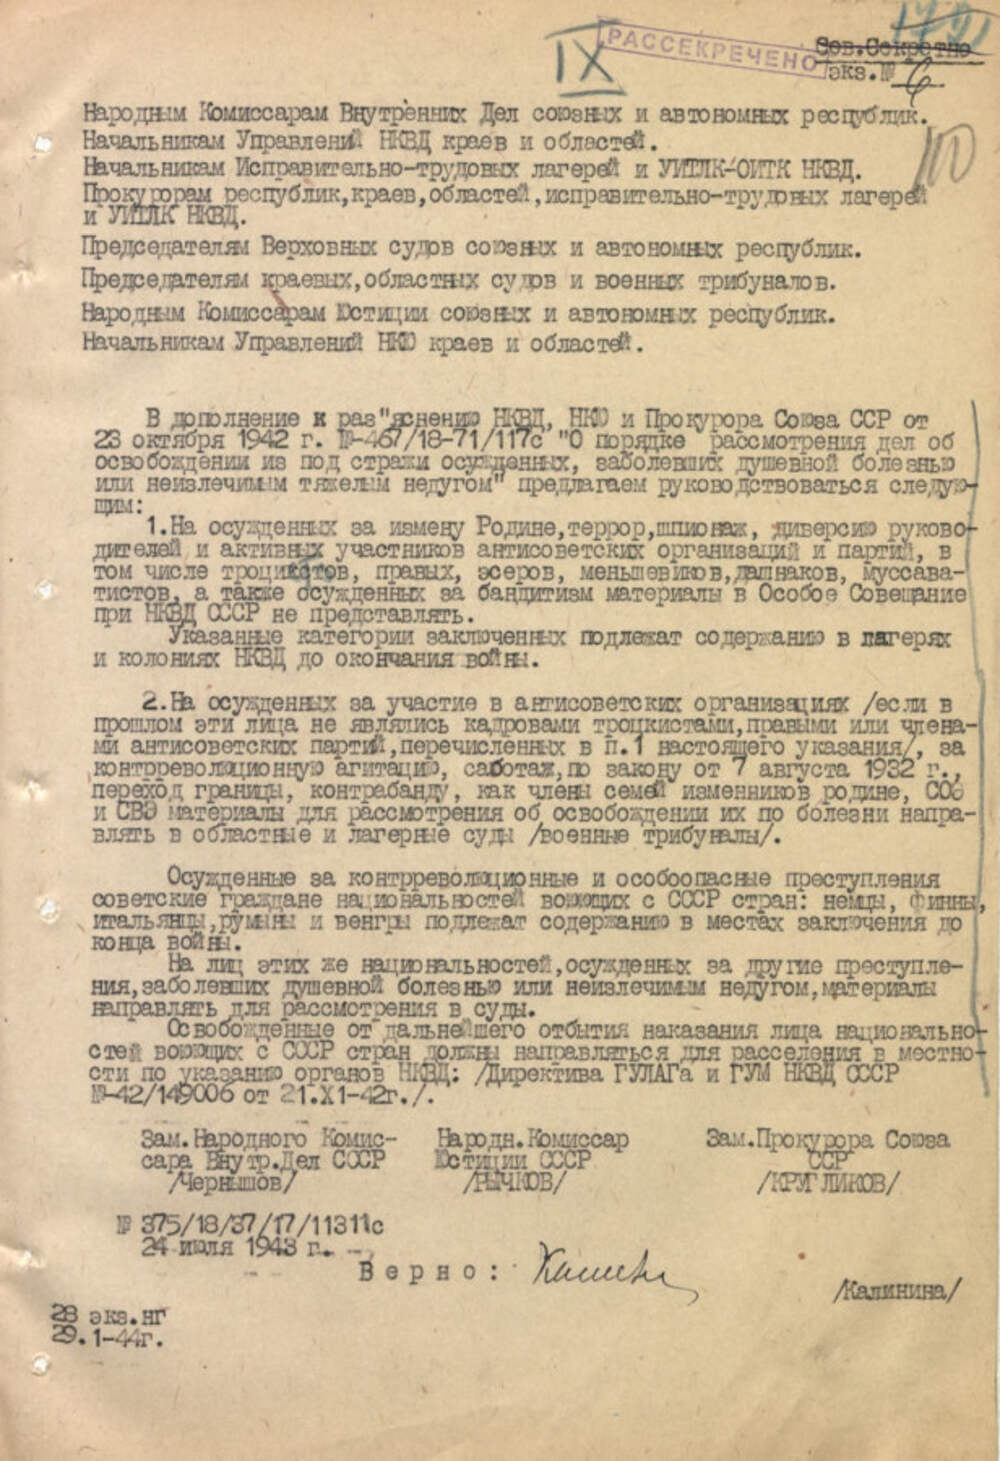 IX
РАССЕКРЕЧЕНО
Сов.Секретно
экз.№ 6
Народным Комиссарам Внутренних Дел союзных и автономных республик.
Начальникам Управлений НКВД краев и областей.
Начальникам Исправительно-трудовых лагерей и УИТЛК-ОИТК НКВД.
Прокурорам республик,краев,областей,исправительно-трудовых лагерей
и УИТЛК НКВД.
Председателям Верховных судов союзных и автономных республик.
Председателям краевых,областных судов и военных трибуналов.
Народным Комиссарам Юстиции союзных и автономных республик.
Начальникам Управлений НКЮ краев и областей.
В дополнение к раз"яснению НКВД, НКЮ и Прокурора Союза ССР от
23 октября 1942 г. №-467/18-71/117с "О порядке рассмотрения дел об
освобождении из под стражи осужденных, заболевших душевной болезнью
или неизлечимым тяжелым недугом" предлагаем руководствоваться следую-
щим:
1.На осужденных за измену Родине,террор,шпионаж, диверсию руково-
дителей и активных участников антисоветских организаций и партий, в
том числе троцкистов, правых, эсеров, меньшевиков,дашнаков, муссава-
тистов, а также осужденных за бандитизм материалы в Особое Совещание
при НКВД СССР не представлять.
Указанные категории заключенных подлежат содержанию в лагерях
и колониях НКВД до окончания войны.
2.На осужденных за участие в антисоветских организациях /если в
прошлом эти лица не являлись кадровами троцкистами,правыми или члена-
ми антисоветских партий,перечисленных в п.1 настоящего указания/, за
контрреволюционную агитацию, саботаж,по закону от 7 августа 1932 г.,
переход границы, контрабанду, как члены семей изменников родине, СОЭ
и СВЭ материалы для рассмотрения об освобождении их по болезни напра-
влять в областные и лагерные суды /военные трибуналы/.
Осужденные за контрреволюционные и особоопасные преступления
советские граждане национальностей воюющих с СССР стран: немцы, финны,
итальянцы,румыны и венгры подлежат содержанию в местах заключения до
конца войны.
На лиц этих же национальностей,осужденных за другие преступле-
ния,заболевших душевной болезнью или неизлечимым недугом,материалы
направлять для рассмотрения в суды.
Освобожденные от дальнейшего отбытия наказания лица национально-
стей воюющих с СССР стран должны направляться для расселения в местно-
сти по указанию органов НКВД: /Директива ГУЛАГа и ГУМ НКВД СССР
№-42/149006 от 21.X1-42г./.
Зам.Народного Комис- Народн.Комиссар Зам.Прокурора Союза
сара Внутр.Дел СССР Юстиции СССР ССР
/Чернышов/ /РЫЧКОВ/ /КРУГЛИКОВ/
№ 375/18/37/17/11311с
24 июля 1943 г.
Верно:
/Калинина/
28 экз.нг
29.1-44г.